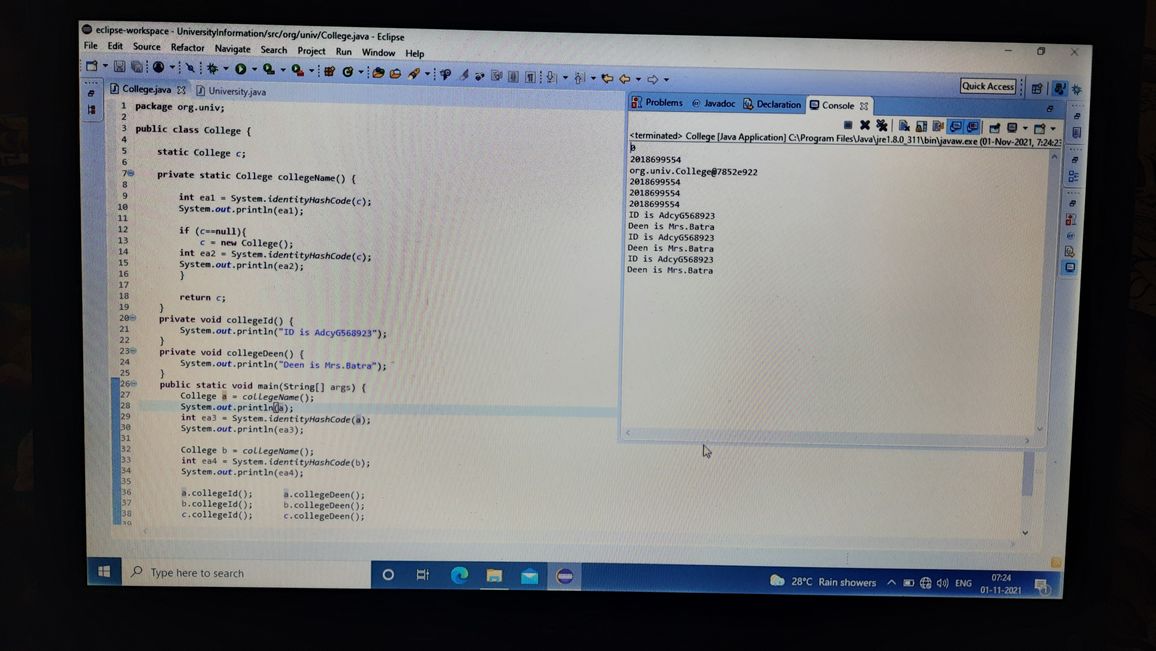 eclipse-workspace - UniversityInformation/src/org/univ/College.java - Eclipse
File Edit Source Refactor Navigate Search Project Run Window Help
Quick Access
College.java University.java
1 package org.univ;
2
3 public class College {
4
5 static College c;
6
7 private static College collegeName() {
8
9 int ea1 = System.identityHashCode(c);
10 System.out.println(ea1);
11
12 if (c==null){
13 c = new College();
14 int ea2 = System.identityHashCode(c);
15 System.out.println(ea2);
16 }
17
18 return c;
19 }
20 private void collegeId() {
21 System.out.println("ID is AdcyG568923");
22 }
23 private void collegeDeen() {
24 System.out.println("Deen is Mrs.Batra");
25 }
26 public static void main(String[] args) {
27 College a = collegeName();
28 System.out.println(a);
29 int ea3 = System.identityHashCode(a);
30 System.out.println(ea3);
31
32 College b = collegeName();
33 int ea4 = System.identityHashCode(b);
34 System.out.println(ea4);
35
36 a.collegeId(); a.collegeDeen();
37 b.collegeId(); b.collegeDeen();
38 c.collegeId(); c.collegeDeen();
39
Problems Javadoc Declaration Console
<terminated> College [Java Application] C:\Program Files\Java\jre1.8.0_311\bin\javaw.exe (01-Nov-2021, 7:24:23
0
2018699554
org.univ.College@7852e922
2018699554
2018699554
2018699554
ID is AdcyG568923
Deen is Mrs.Batra
ID is AdcyG568923
Deen is Mrs.Batra
ID is AdcyG568923
Deen is Mrs.Batra
Type here to search
28°C Rain showers
ENG
07:24
01-11-2021